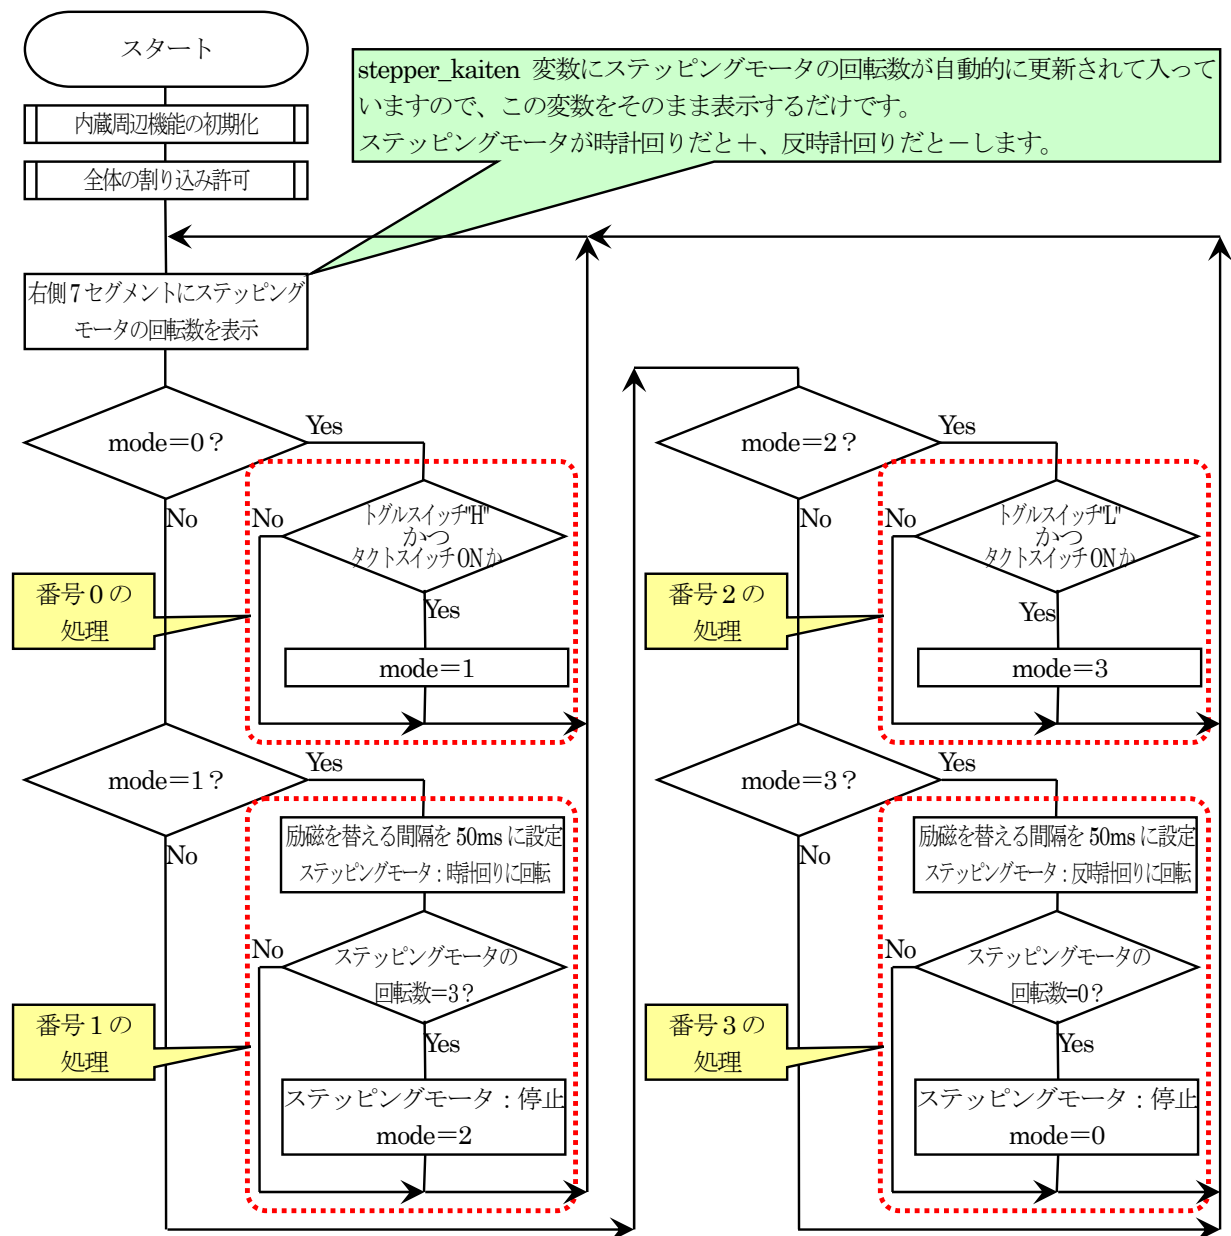 スタート
stepper_kaiten 変数にステッピングモータの回転数が自動的に更新されて入って
いますので、この変数をそのまま表示するだけです。
ステッピングモータが時計回りだと＋、反時計回りだと－します。
内蔵周辺機能の初期化
全体の割り込み許可
右側7セグメントにステッピング
モータの回転数を表示
mode＝0？
Yes
No
No
トグルスイッチ"H"
かつ
タクトスイッチONか
Yes
番号０の
処理
mode＝1
mode＝1？
Yes
No
励磁を替える間隔を50msに設定
ステッピングモータ：時計回りに回転
No
ステッピングモータの
回転数=3？
Yes
番号１の
処理
ステッピングモータ：停止
mode＝2
mode＝2？
Yes
No
No
トグルスイッチ"L"
かつ
タクトスイッチONか
Yes
番号２の
処理
mode＝3
mode＝3？
Yes
No
励磁を替える間隔を50msに設定
ステッピングモータ：反時計回りに回転
No
ステッピングモータの
回転数=0？
Yes
番号３の
処理
ステッピングモータ：停止
mode＝0